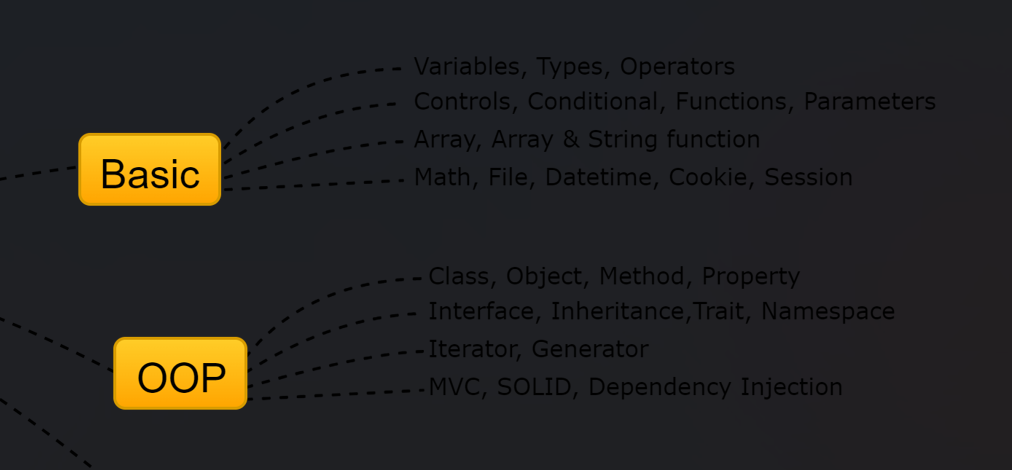 Basic
Variables, Types, Operators
Controls, Conditional, Functions, Parameters
Array, Array & String function
Math, File, Datetime, Cookie, Session
OOP
Class, Object, Method, Property
Interface, Inheritance,Trait, Namespace
Iterator, Generator
MVC, SOLID, Dependency Injection